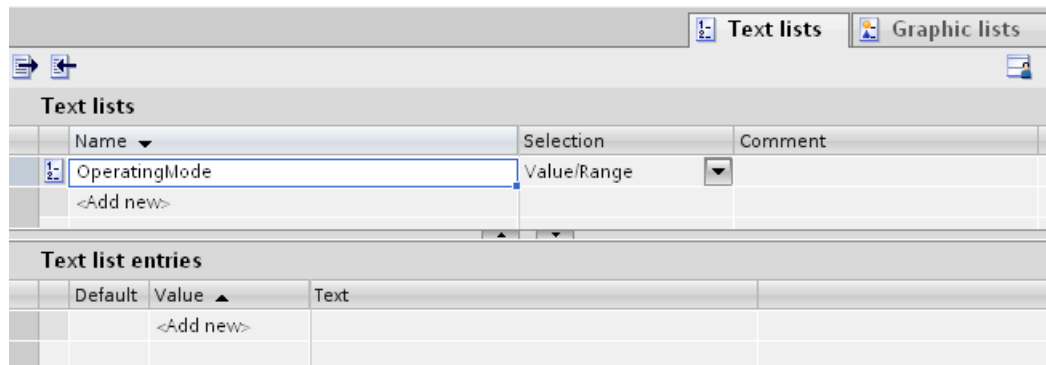 Text lists Graphic lists
Text lists
Name Selection Comment
OperatingMode Value/Range
<Add new>
Text list entries
Default Value Text
<Add new>